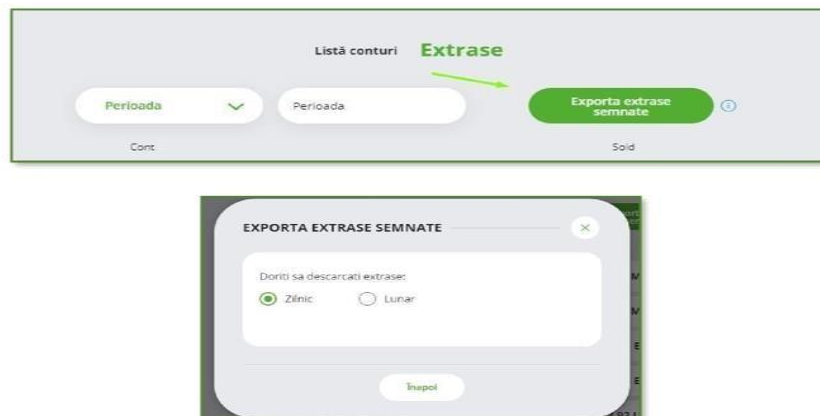 Listă conturi Extrase
Perioada Perioada Exporta extrase
semnate
Cont Sold
EXPORTA EXTRASE SEMNATE
Doriti sa descarcati extrase:
Zilnic Lunar
Înapoi